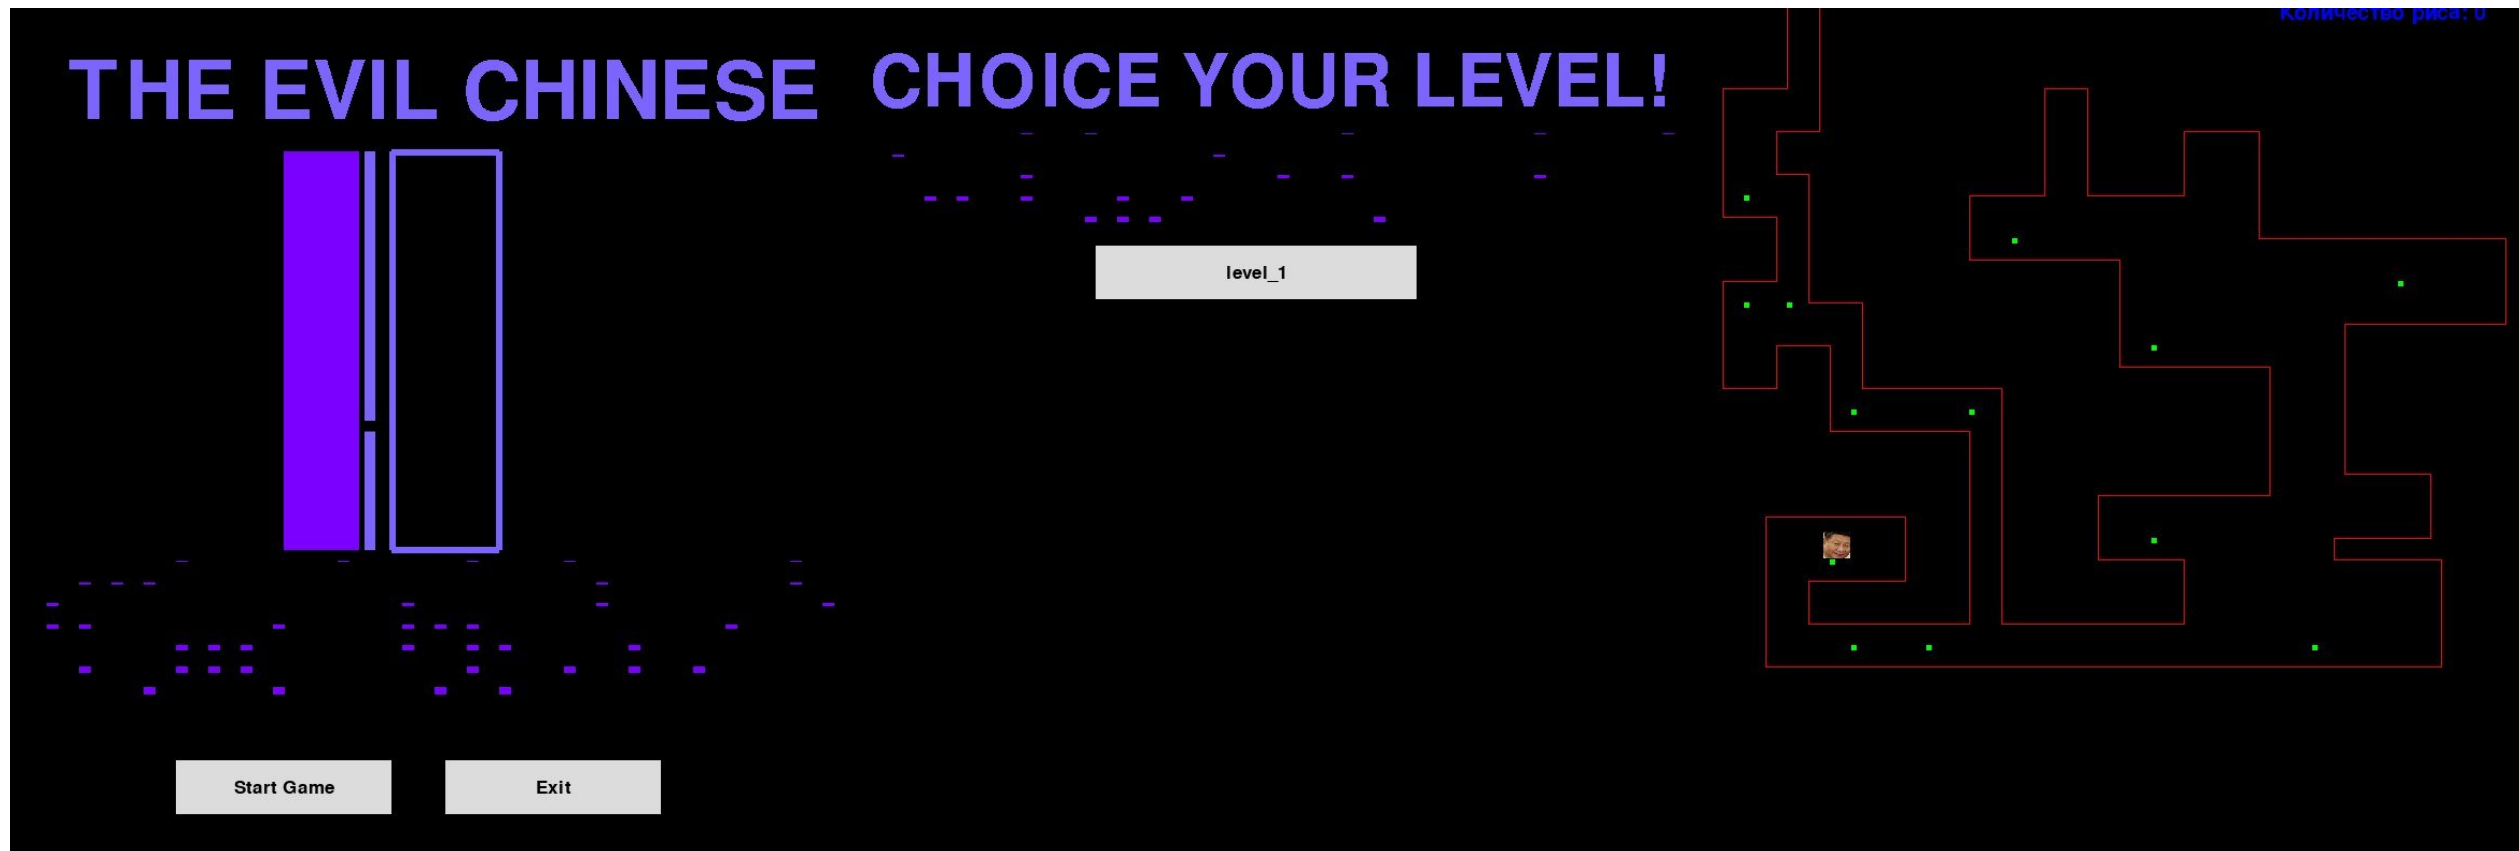 THE EVIL CHINESE
Start Game
Exit
CHOICE YOUR LEVEL!
level_1
Количество риса: 0